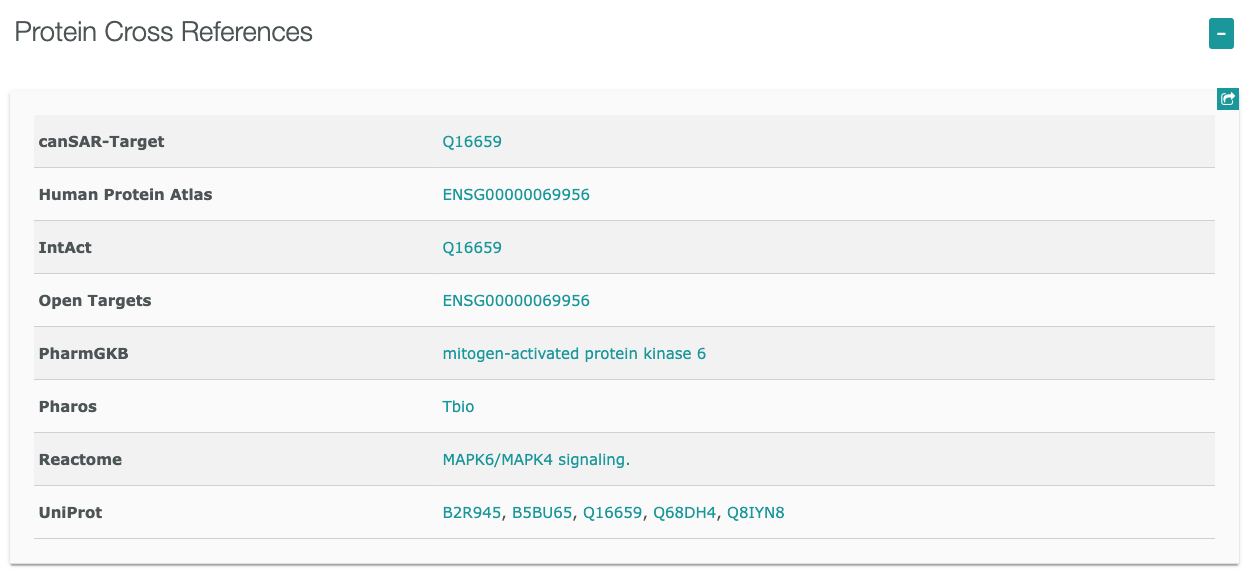 Protein Cross References
canSAR-Target Q16659
Human Protein Atlas ENSG00000069956
IntAct Q16659
Open Targets ENSG00000069956
PharmGKB mitogen-activated protein kinase 6
Pharos Tbio
Reactome MAPK6/MAPK4 signaling.
UniProt B2R945, B5BU65, Q16659, Q68DH4, Q8IYN8